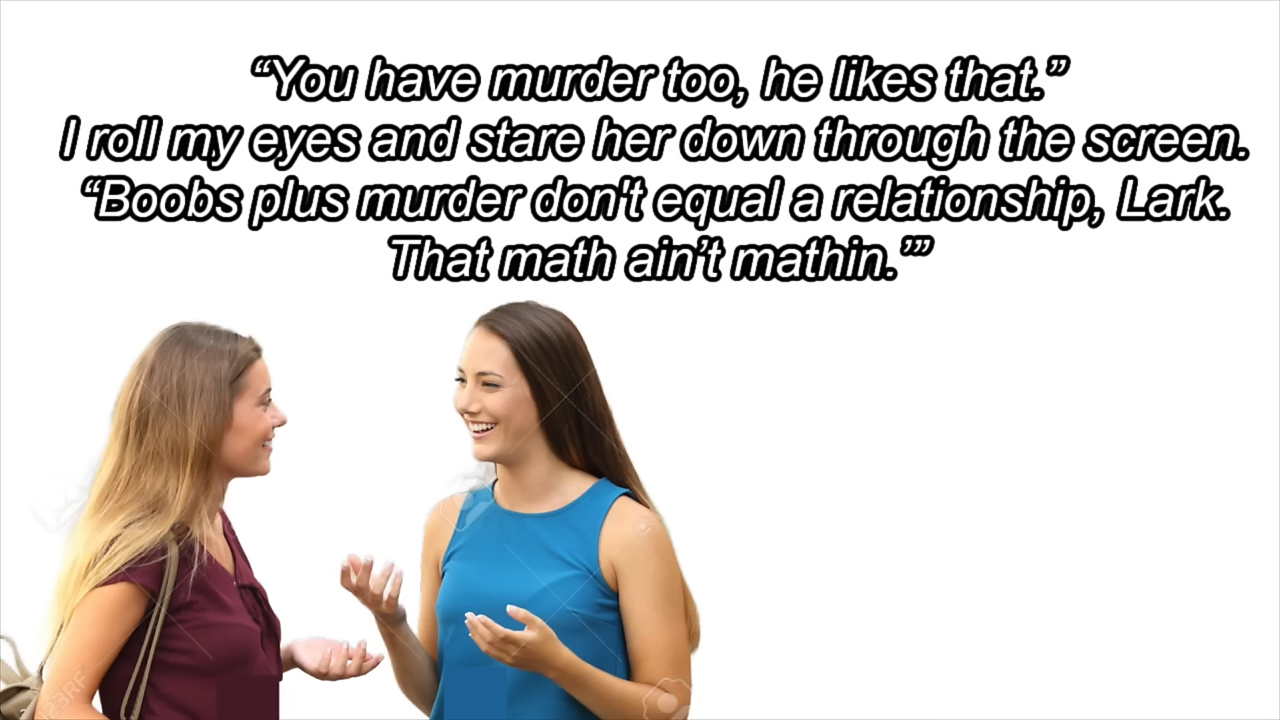 “You have murder too, he likes that.”
I roll my eyes and stare her down through the screen.
“Boobs plus murder don't equal a relationship, Lark.
That math ain’t mathin.’”
123RF